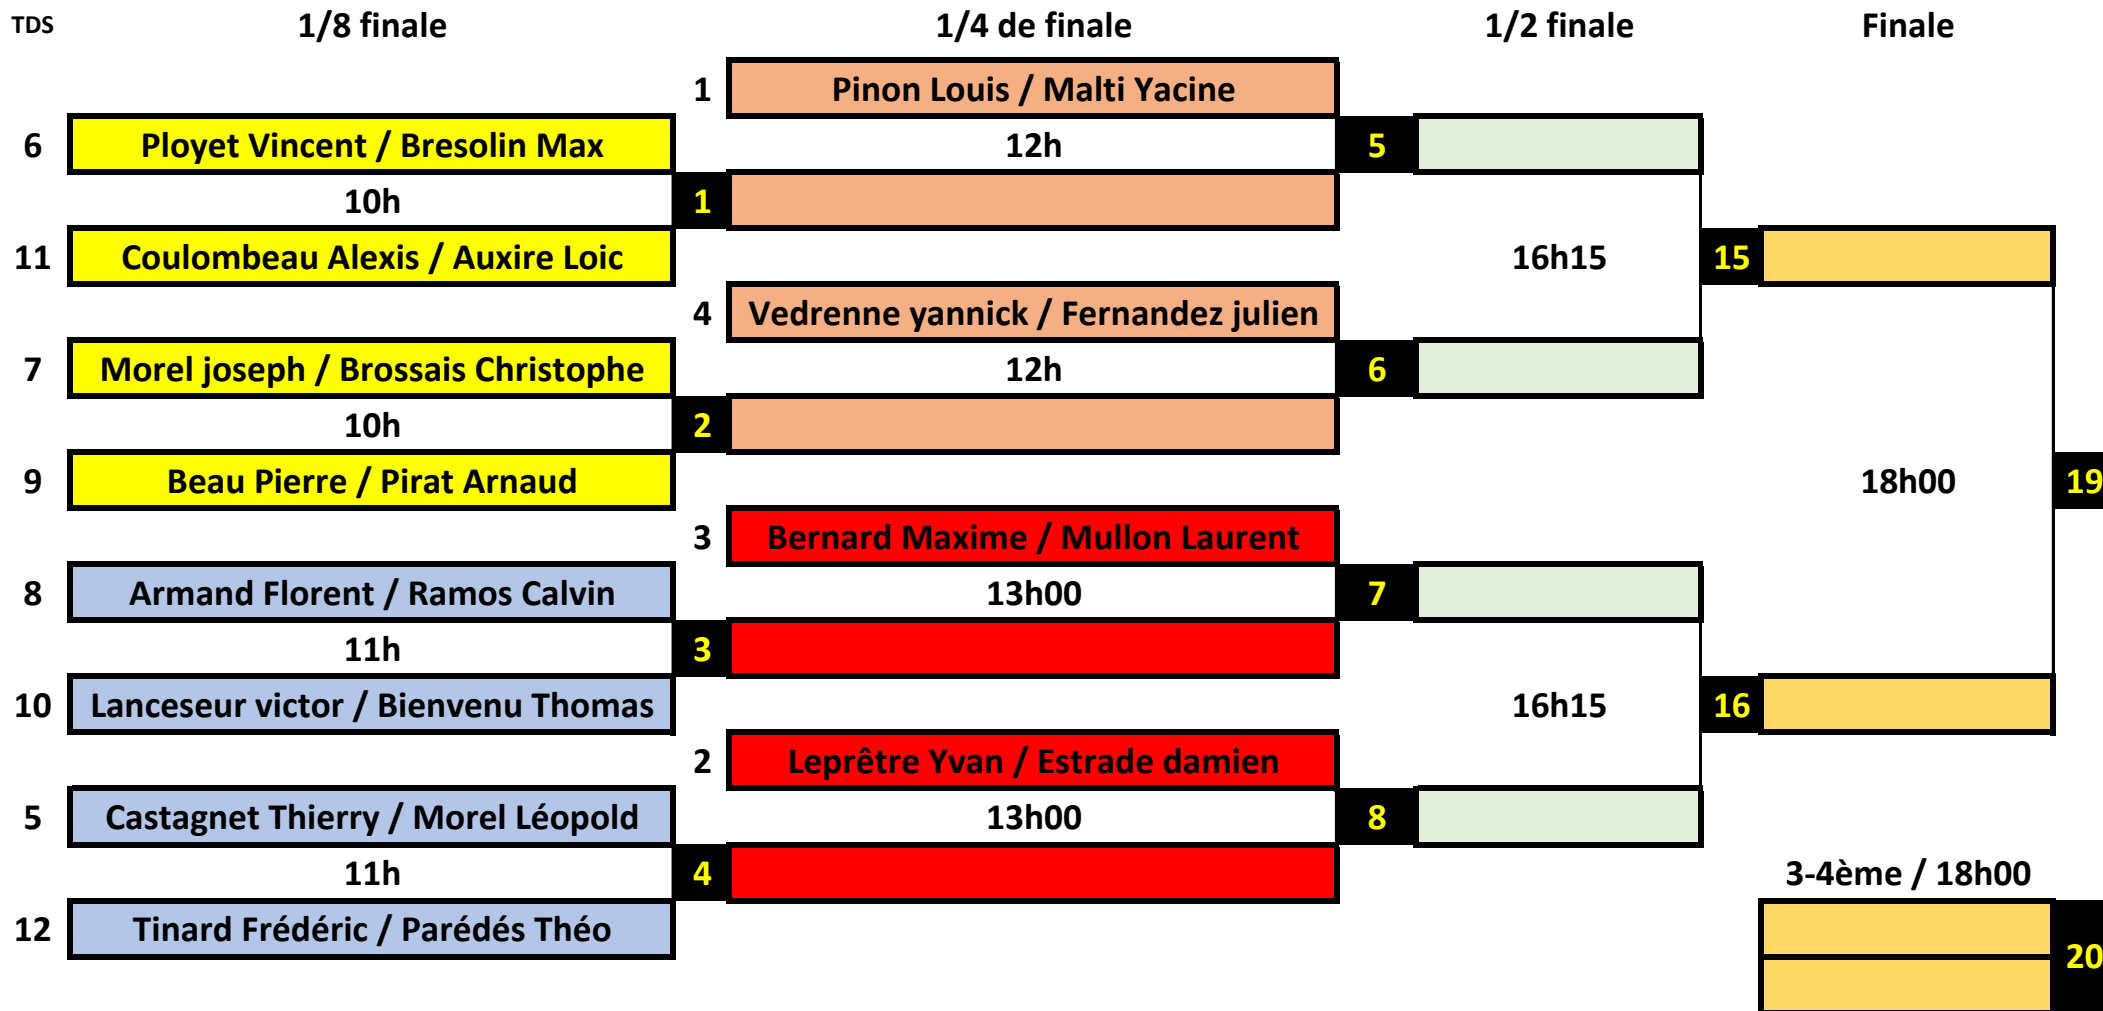 TDS 1/8 finale 1/4 de finale 1/2 finale Finale
1 Pinon Louis / Malti Yacine
6 Ployet Vincent / Bresolin Max 12h 5
10h 1
11 Coulombeau Alexis / Auxire Loic 16h15 15
4 Vedrenne yannick / Fernandez julien
7 Morel joseph / Brossais Christophe 12h 6
10h 2
9 Beau Pierre / Pirat Arnaud 18h00 19
3 Bernard Maxime / Mullon Laurent
8 Armand Florent / Ramos Calvin 13h00 7
11h 3
10 Lanceseur victor / Bienvenu Thomas 16h15 16
2 Leprêtre Yvan / Estrade damien
5 Castagnet Thierry / Morel Léopold 13h00 8
11h 4 3-4ème / 18h00
12 Tinard Frédéric / Parédés Théo
20